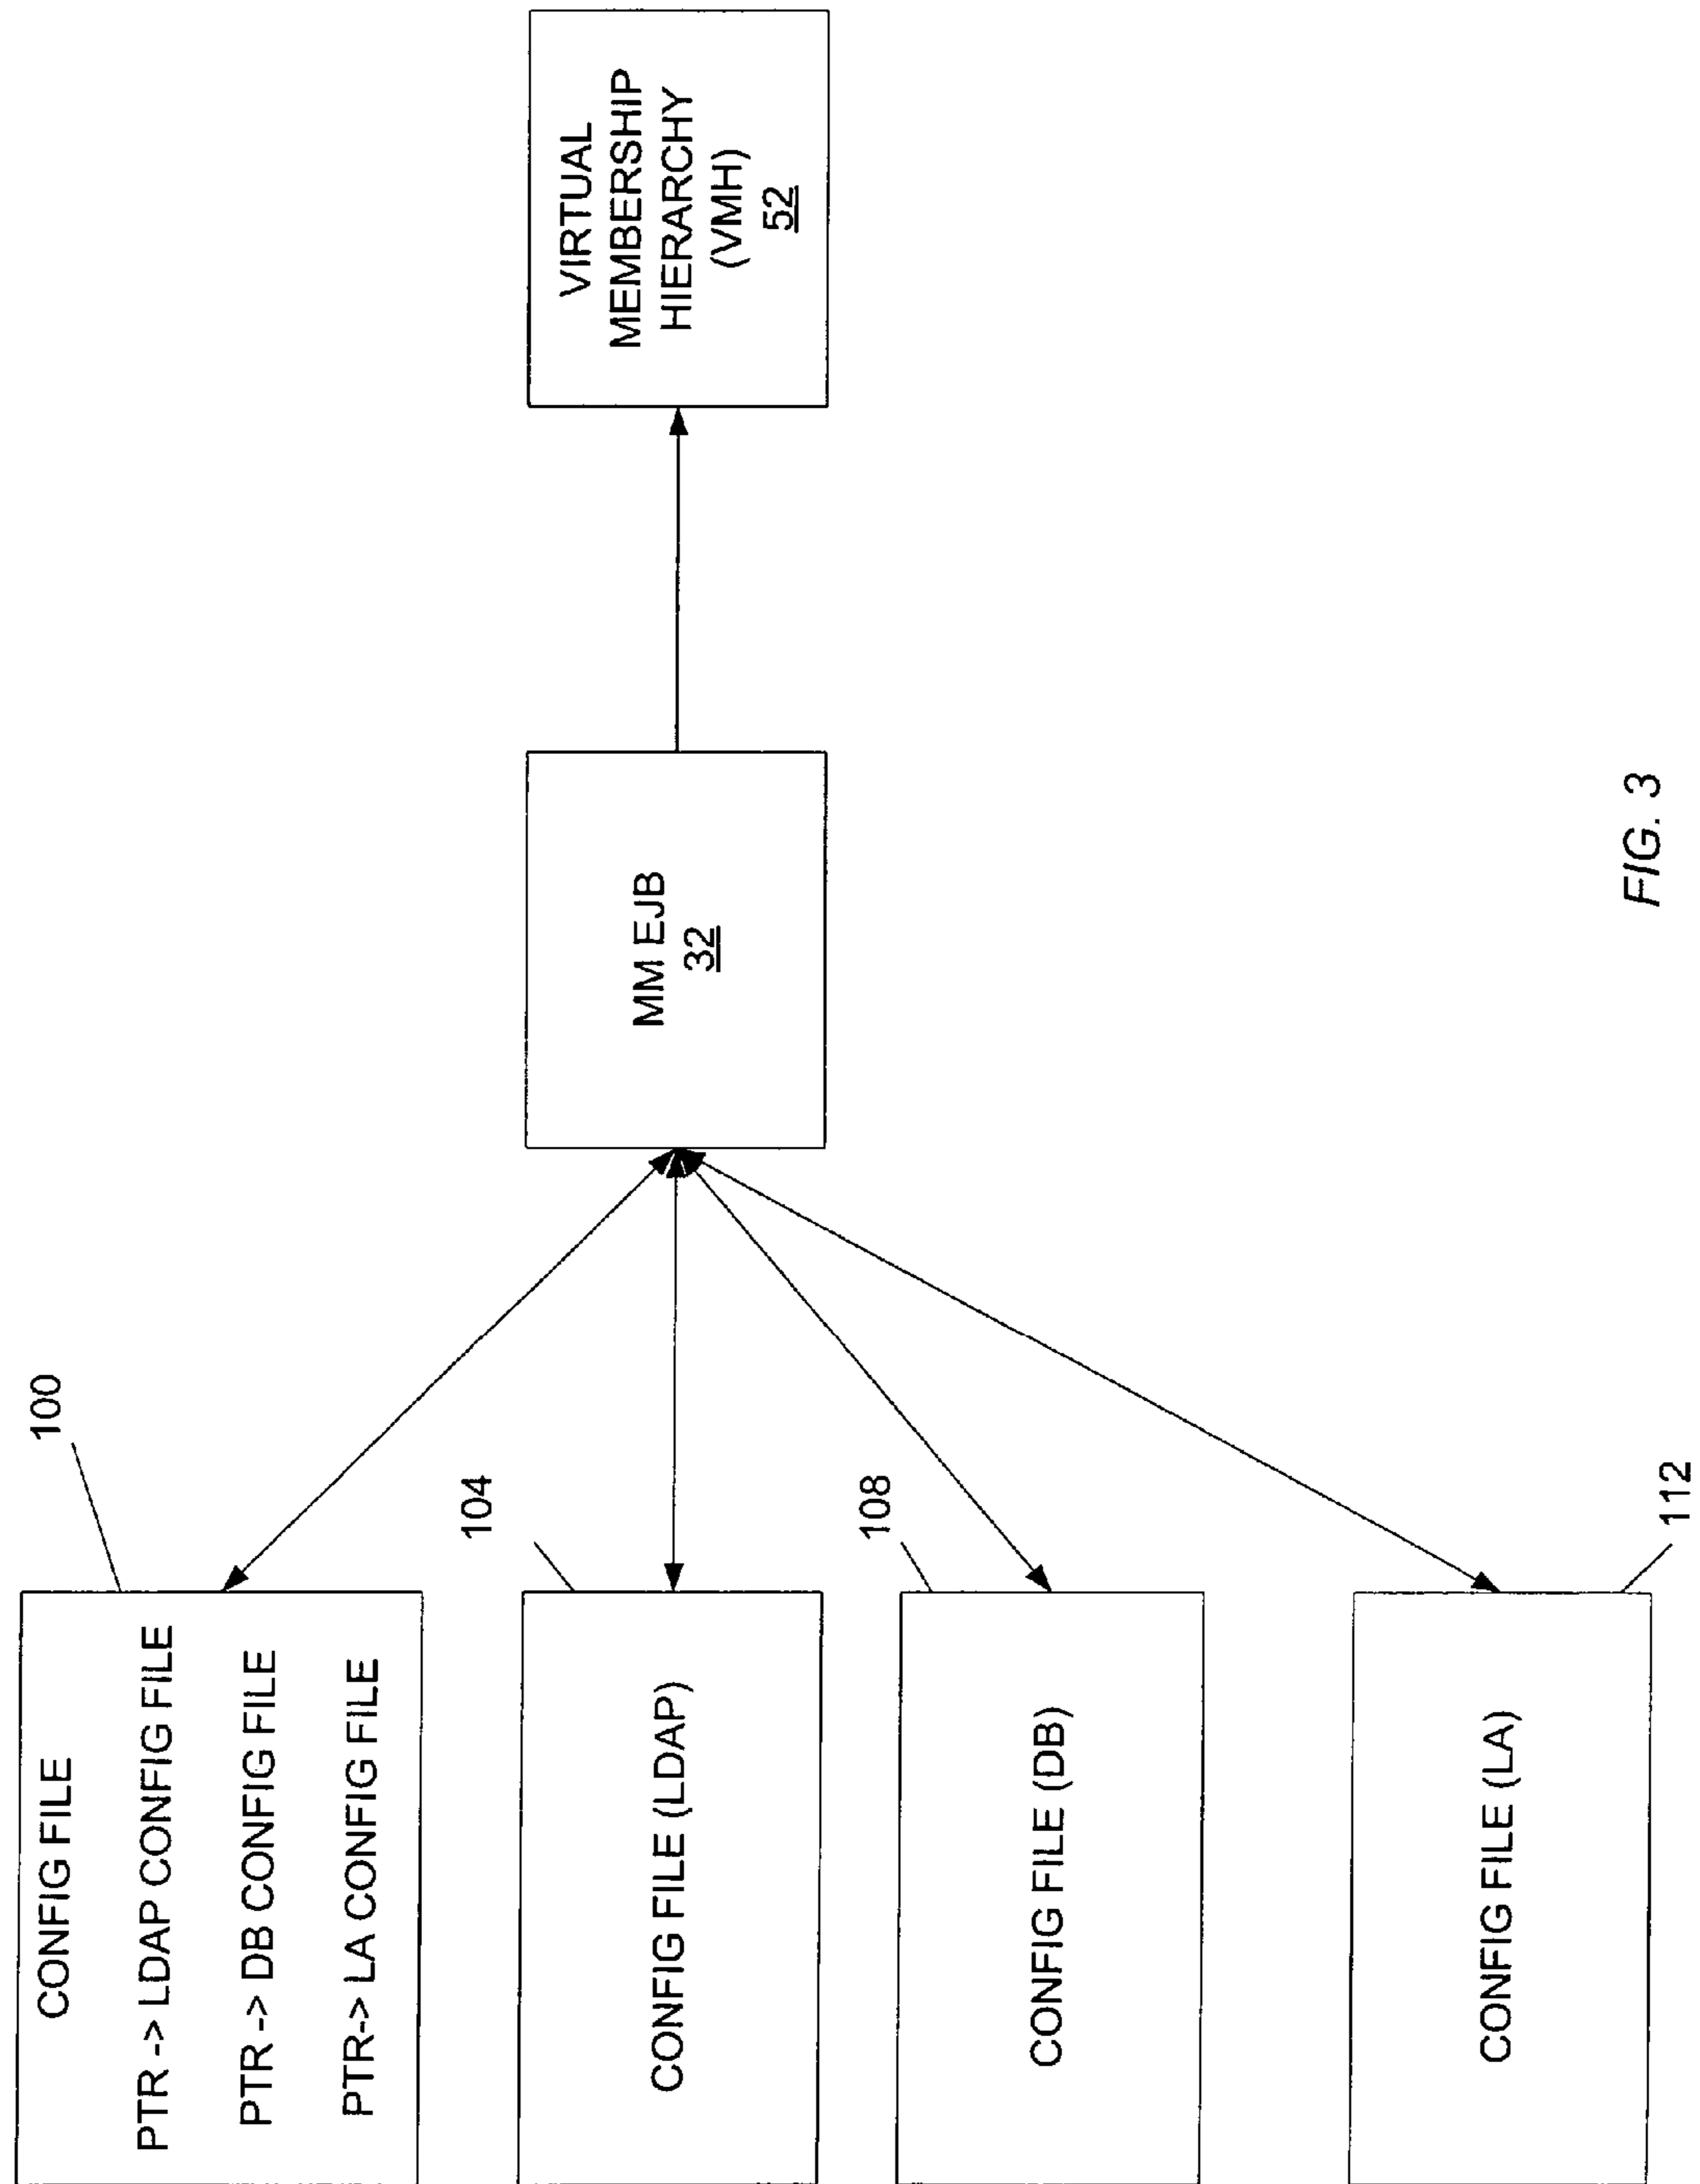 CONFIG FILE
PTR -> LDAP CONFIG FILE
PTR -> DB CONFIG FILE
PTR-> LA CONFIG FILE
100
CONFIG FILE (LDAP)
104
CONFIG FILE (DB)
108
CONFIG FILE (LA)
112
MM EJB
32
VIRTUAL
MEMBERSHIP
HIERARCHY
(VMH)
52
FIG. 3